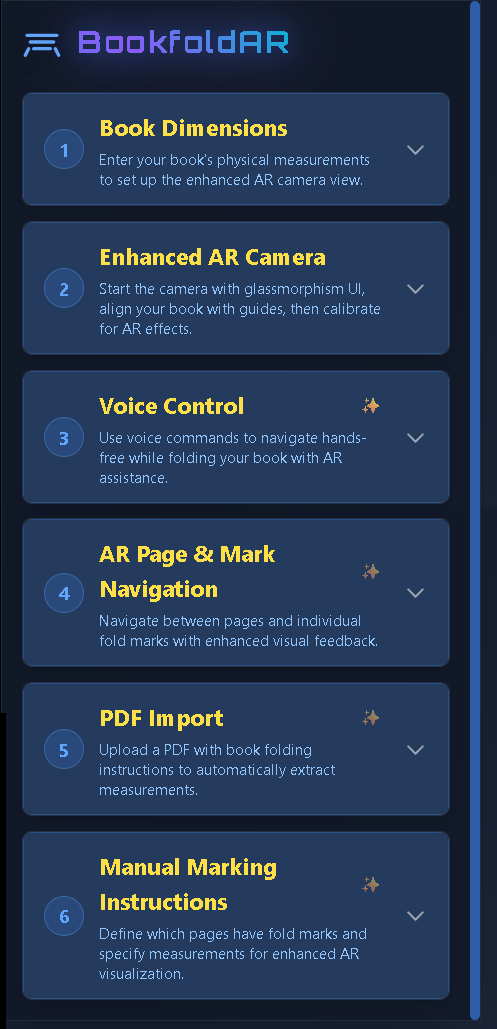 BookfoldAR
1
Book Dimensions
Enter your book's physical measurements
to set up the enhanced AR camera view.
2
Enhanced AR Camera
Start the camera with glassmorphism UI,
align your book with guides, then calibrate
for AR effects.
3
Voice Control
Use voice commands to navigate hands-
free while folding your book with AR
assistance.
4
AR Page & Mark
Navigation
Navigate between pages and individual
fold marks with enhanced visual feedback.
5
PDF Import
Upload a PDF with book folding
instructions to automatically extract
measurements.
6
Manual Marking
Instructions
Define which pages have fold marks and
specify measurements for enhanced AR
visualization.